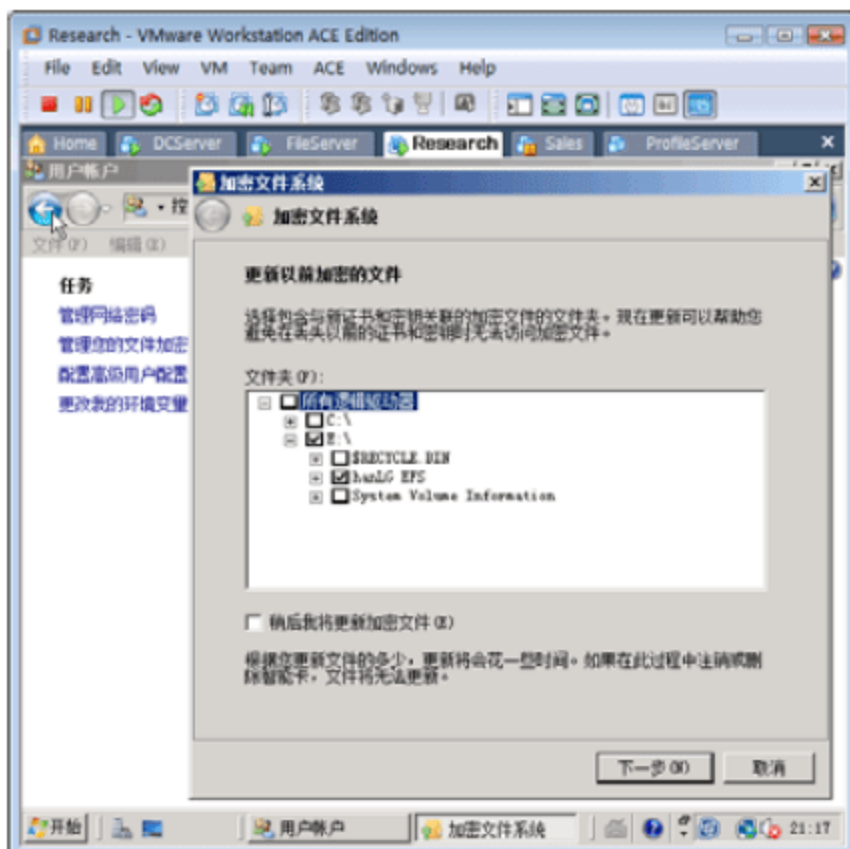 Research - VMware Workstation ACE Edition
File Edit View VM Team ACE Windows Help
Home DCServer FileServer Research Sales ProfileServer
用户帐户
加密文件系统
控
加密文件系统
文件(F) 编辑(E)
更新以前加密的文件
任务
管理网络密码
管理您的文件加密
配置高级用户配置
更改我的环境变量
选择包含与新证书和密钥关联的加密文件的文件夹。现在更新可以帮助您
避免在丢失以前的证书和密钥时无法访问加密文件。
文件夹(F):
所有逻辑驱动器
C:\
E:\
$RECYCLE.BIN
hanLG EFS
System Volume Information
稍后我将更新加密文件(E)
根据您更新文件的多少，更新将会花一些时间。如果在此过程中注销或删
除智能卡，文件将无法更新。
下一步(N) 取消
开始 用户帐户 加密文件系统 21:17